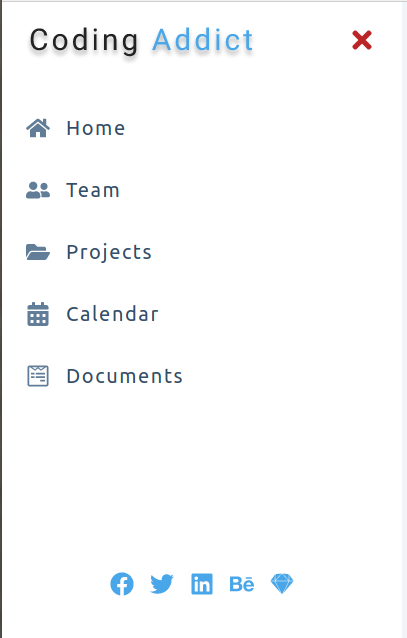 Coding Addict
Home
Team
Projects
Calendar
Documents
Bē